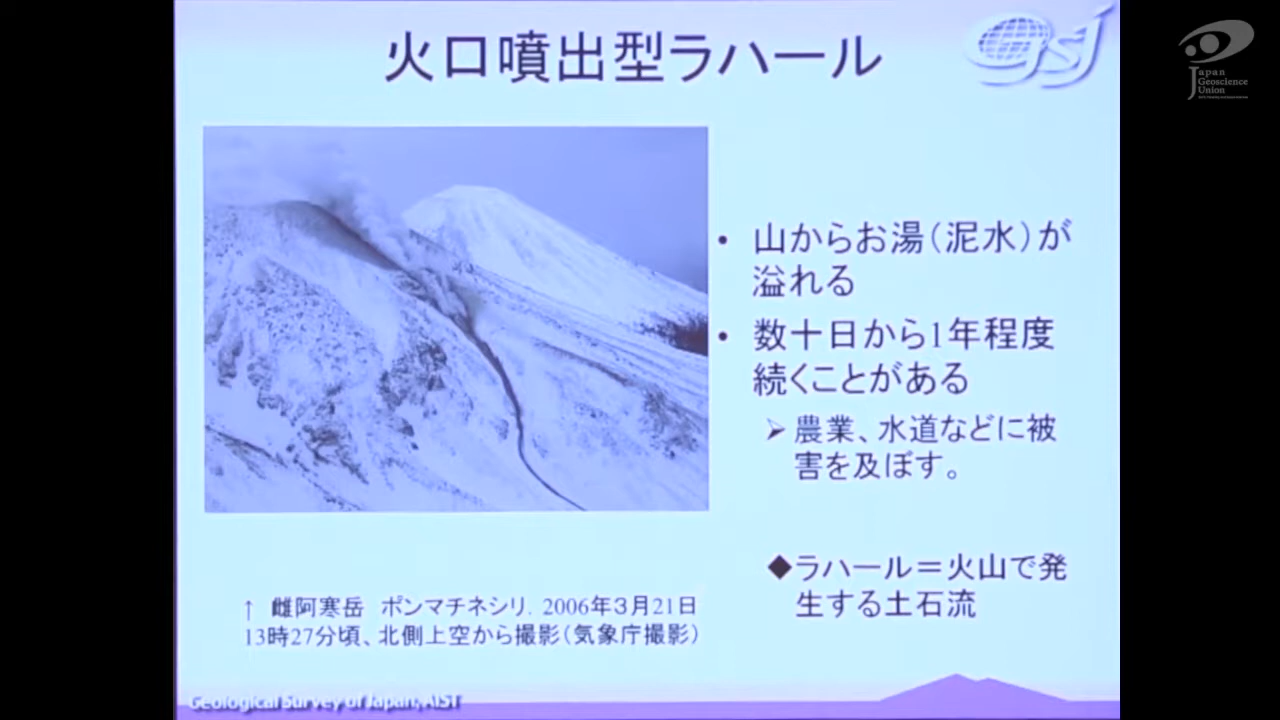 火口噴出型ラハール
GSJ
Japan
Geoscience
Union
・山からお湯(泥水)が
溢れる
・数十日から1年程度
続くことがある
➢農業、水道などに被
害を及ぼす。
◆ラハール=火山で発
生する土石流
↑ 雌阿寒岳 ポンマチネシリ. 2006年3月21日
13時27分頃、北側上空から撮影(気象庁撮影)
Geological Survey of Japan, AIST